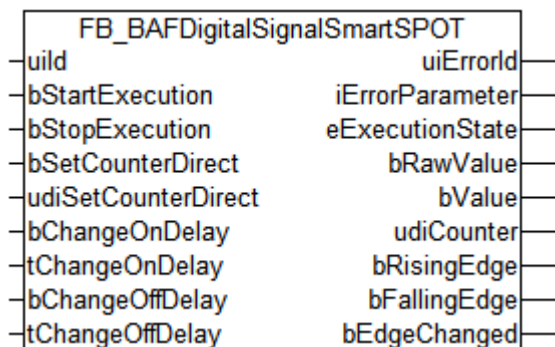 FB_BAFDigitalSignalSmartSPOT
uiId uiErrorId
bStartExecution iErrorParameter
bStopExecution eExecutionState
bSetCounterDirect bRawValue
udiSetCounterDirect bValue
bChangeOnDelay udiCounter
tChangeOnDelay bRisingEdge
bChangeOffDelay bFallingEdge
tChangeOffDelay bEdgeChanged